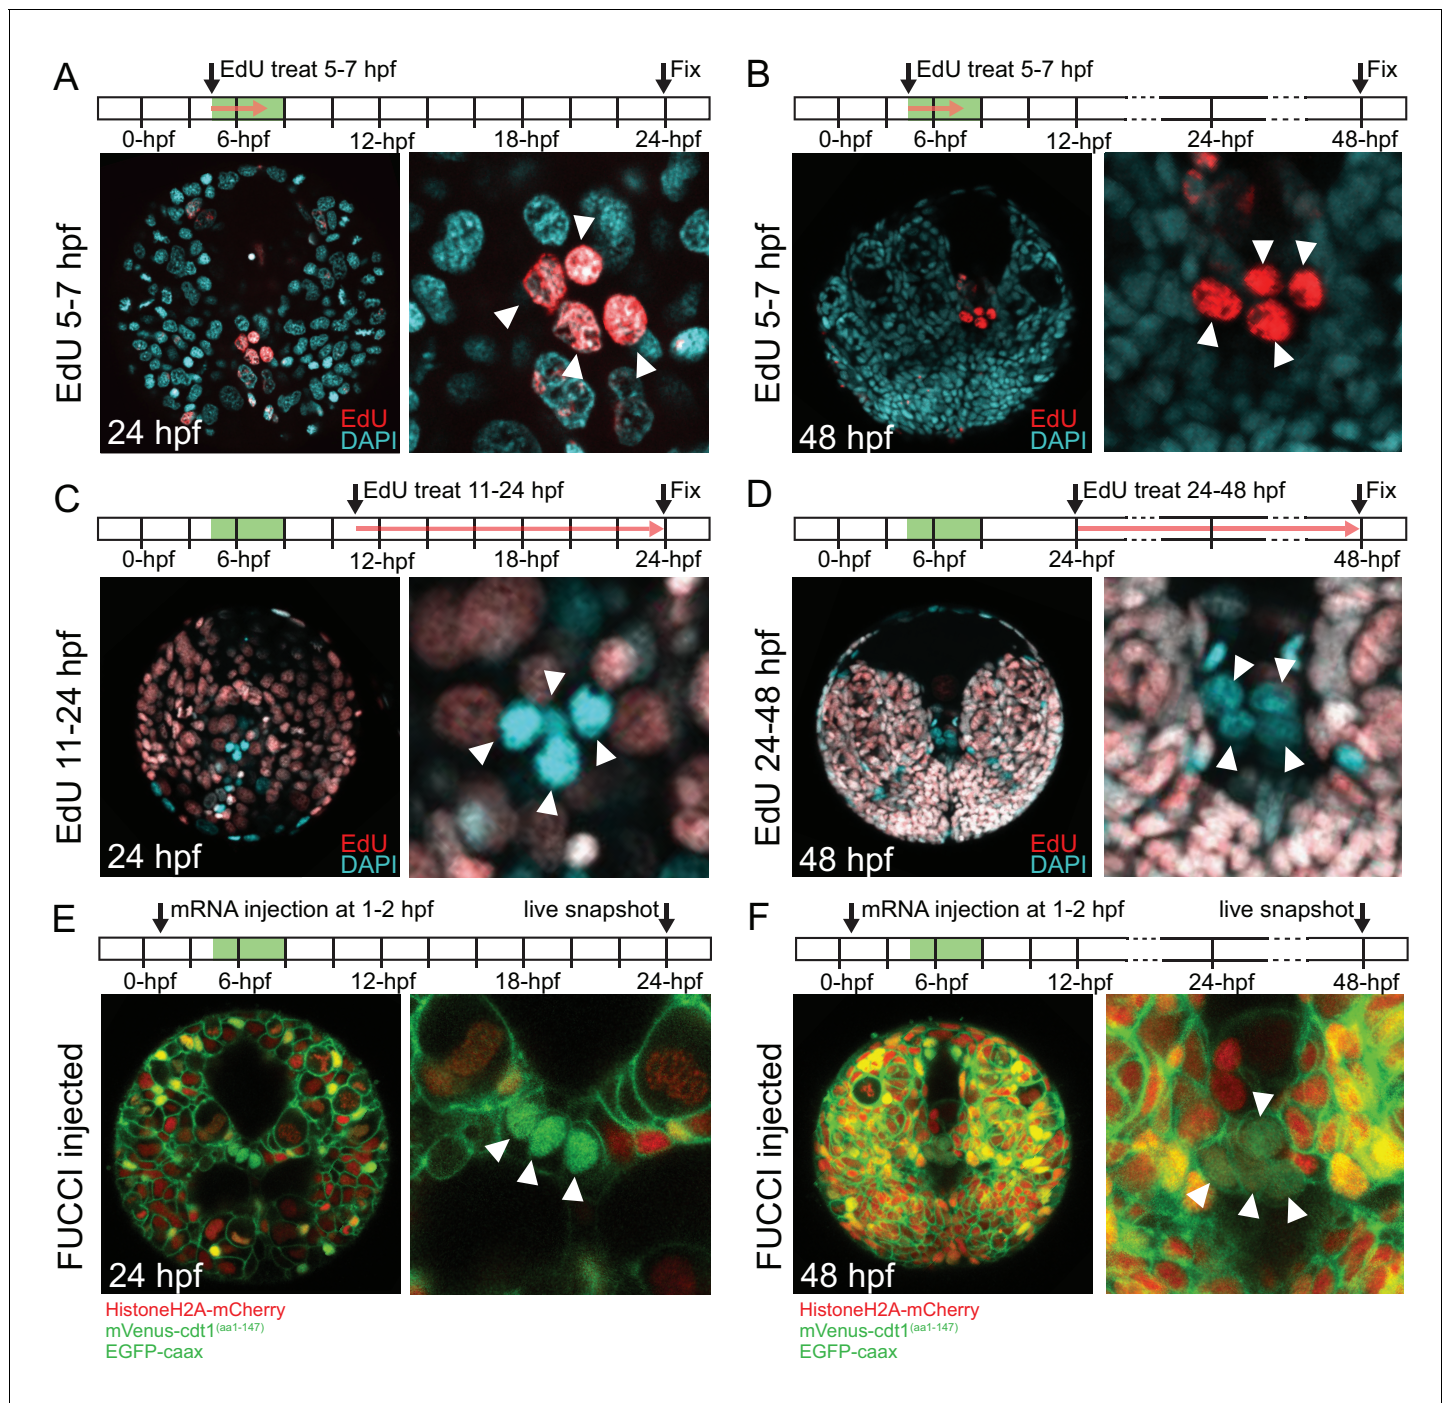 A
EdU treat 5-7 hpf
Fix
0-hpf 6-hpf 12-hpf 18-hpf 24-hpf
EdU 5-7 hpf
24 hpf
EdU
DAPI
B
EdU treat 5-7 hpf
Fix
0-hpf 6-hpf 12-hpf 24-hpf 48-hpf
EdU 5-7 hpf
48 hpf
EdU
DAPI
C
EdU treat 11-24 hpf
Fix
0-hpf 6-hpf 12-hpf 18-hpf 24-hpf
EdU 11-24 hpf
24 hpf
EdU
DAPI
D
EdU treat 24-48 hpf
Fix
0-hpf 6-hpf 24-hpf 48-hpf
EdU 24-48 hpf
48 hpf
EdU
DAPI
E
mRNA injection at 1-2 hpf
live snapshot
0-hpf 6-hpf 12-hpf 18-hpf 24-hpf
FUCCI injected
24 hpf
HistoneH2A-mCherry
mVenus-cdt1(aa1-147)
EGFP-caax
F
mRNA injection at 1-2 hpf
live snapshot
0-hpf 6-hpf 12-hpf 24-hpf 48-hpf
FUCCI injected
48 hpf
HistoneH2A-mCherry
mVenus-cdt1(aa1-147)
EGFP-caax